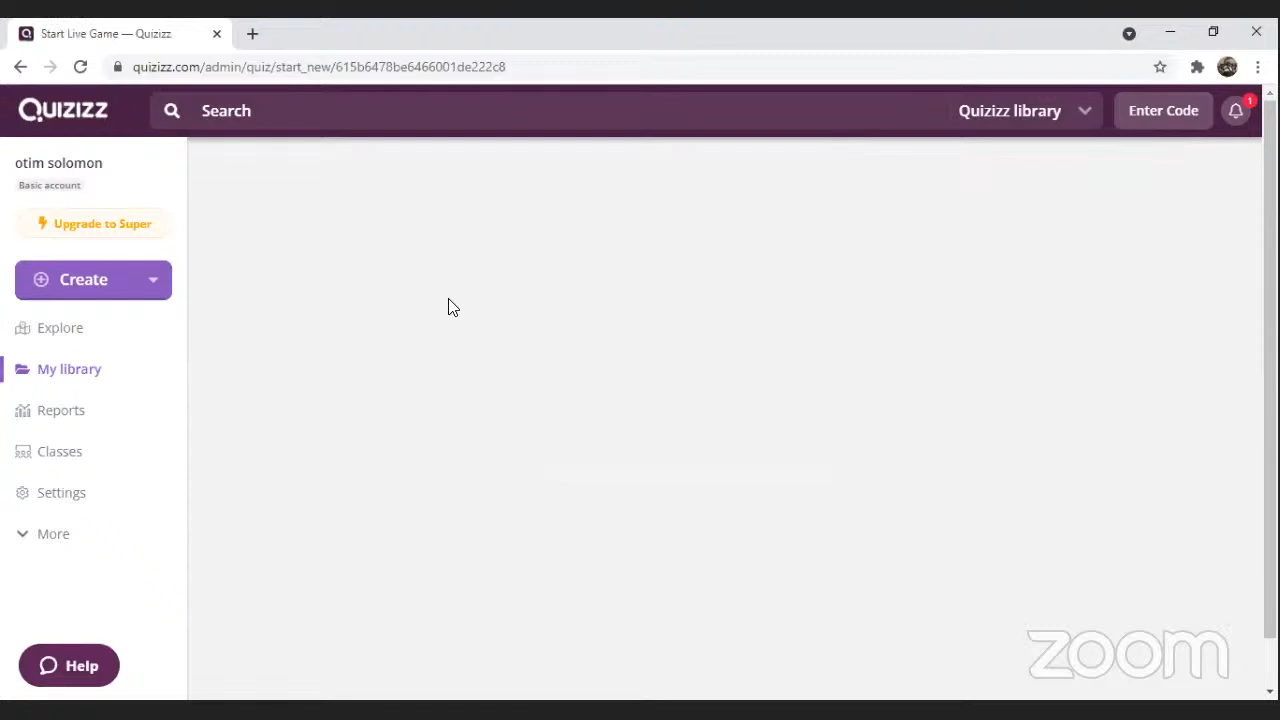 Start Live Game — Quizizz
quizizz.com/admin/quiz/start_new/615b6478be6466001de222c8
QUIZIZZ
Search
Quizizz library
Enter Code
1
otim solomon
Basic account
Upgrade to Super
Create
Explore
My library
Reports
Classes
Settings
More
Help
zoom